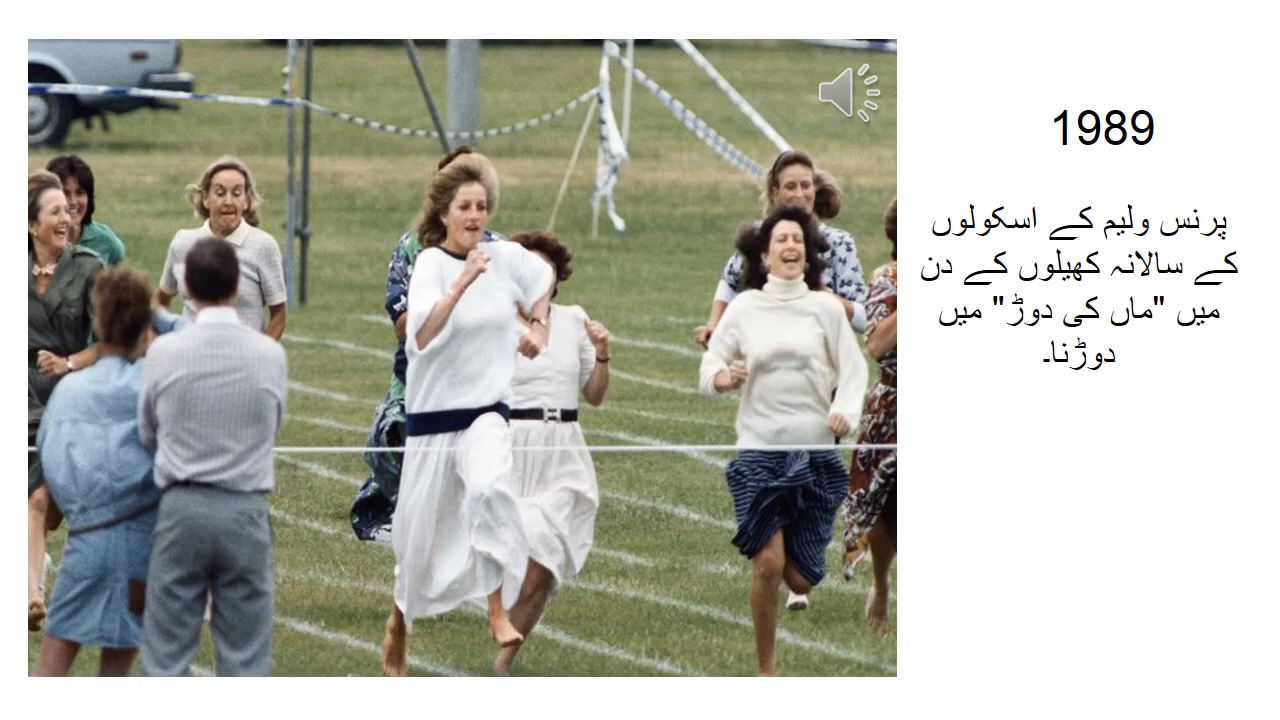 1989
پرنس ولیم کے اسکولوں
کے سالانہ کھیلوں کے دن
میں "ماں کی دوڑ" میں
دوڑنا۔